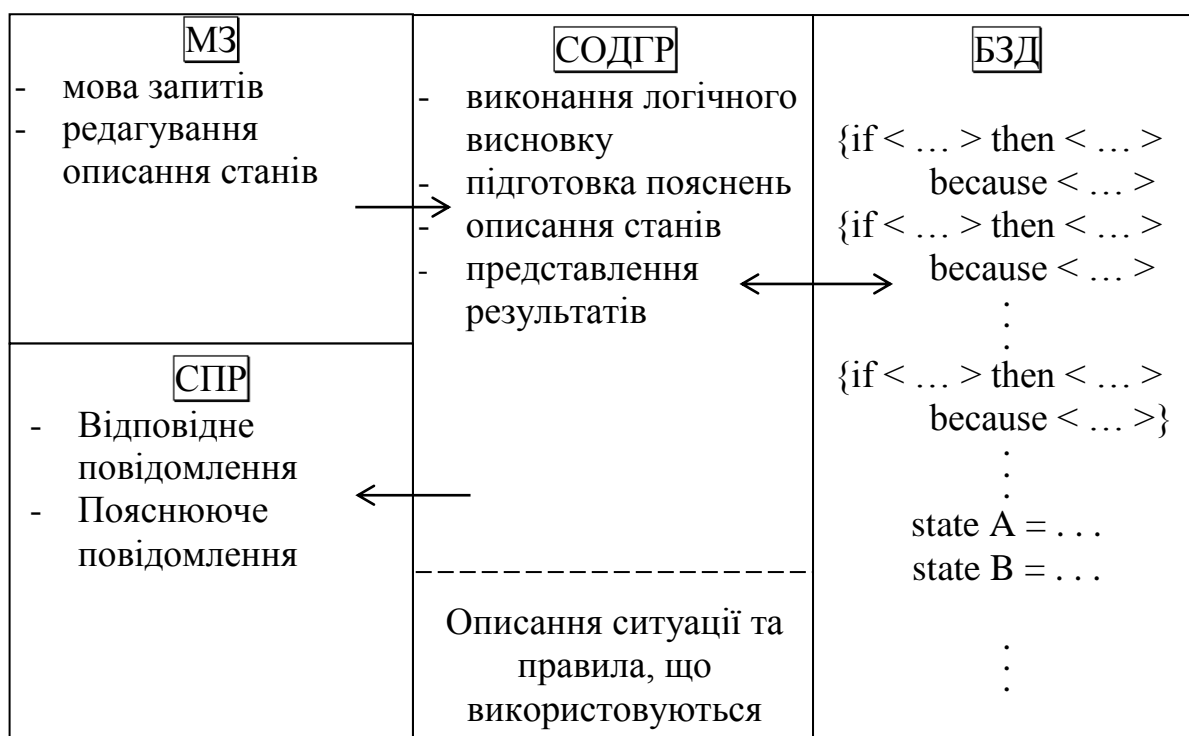 МЗ
- мова запитів
- редагування
описання станів
СПР
- Відповідне
повідомлення
- Пояснююче
повідомлення
СОДГР
- виконання логічного
висновку
- підготовка пояснень
- описання станів
- представлення
результатів
Описання ситуації та
правила, що
використовуються
БЗД
{if < … > then < … >
because < … >
{if < … > then < … >
because < … >
.
.
.
{if < … > then < … >
because < … >}
.
.
.
state A = . . .
state B = . . .
.
.
.